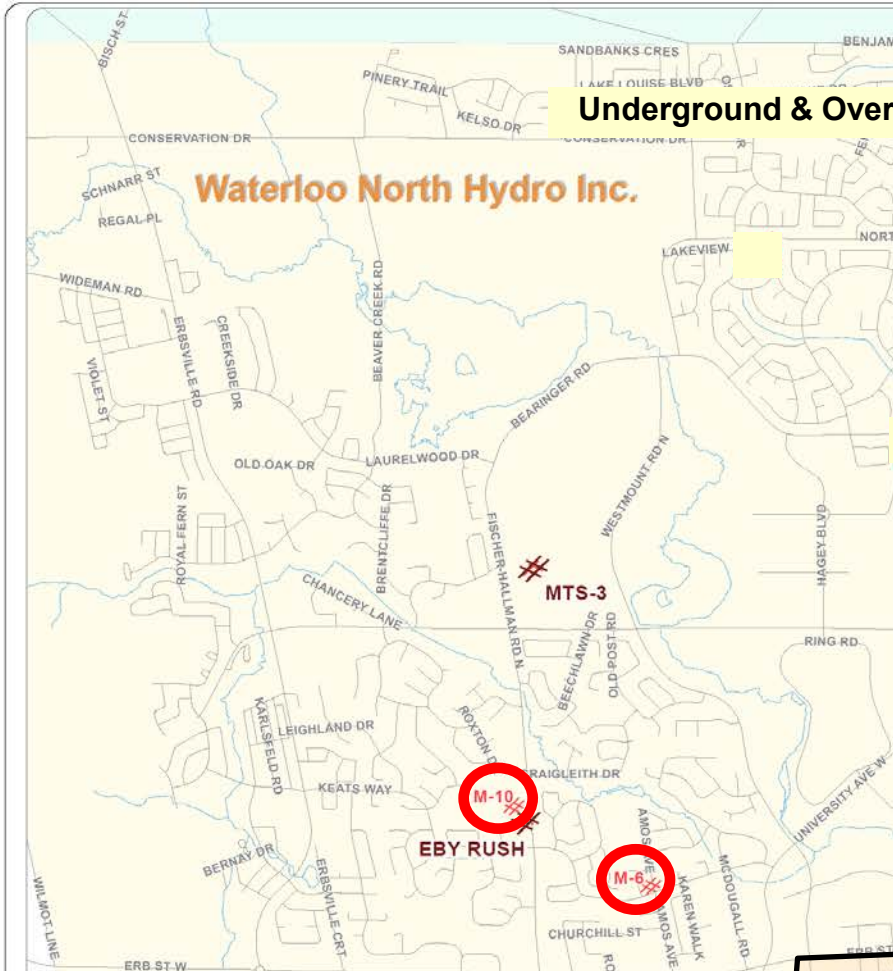 BISCH ST
SANDBANKS CRES
BENJAM
PINERY TRAIL
LAKE LOUISE BLVD
KELSO DR
Underground & Over
CONSERVATION DR
CONSERVATION DR
SCHNARR ST
Waterloo North Hydro Inc.
REGAL PL
NORT
LAKEVIEW
WIDEMAN RD
BEAVER CREEK RD
ERBSVILLE RD
CREEKSIDE DR
VIOLET ST
BEARINGER RD
OLD OAK DR
LAURELWOOD DR
WESTMOUNT RD N
ROYAL FERN ST
BRENTCLIFFE DR
FISCHER-HALLMAN RD N
HAGEY BLVD
MTS-3
CHANCERY LANE
BEECHLAWN DR
OLD POST RD
RING RD
KARLSFELD RD
LEIGHLAND DR
ROXTON D
RAIGLEITH DR
KEATS WAY
M-10
UNIVERSITY AVE W
EBY RUSH
AMOS AVE
BERNAY DR
ERBSVILLE CRT
M-6
MCDOUGALL RD
KAREN WALK
WILMOT LINE
CHURCHILL ST
AMOS AVE
RO
ERB ST W
ERB ST